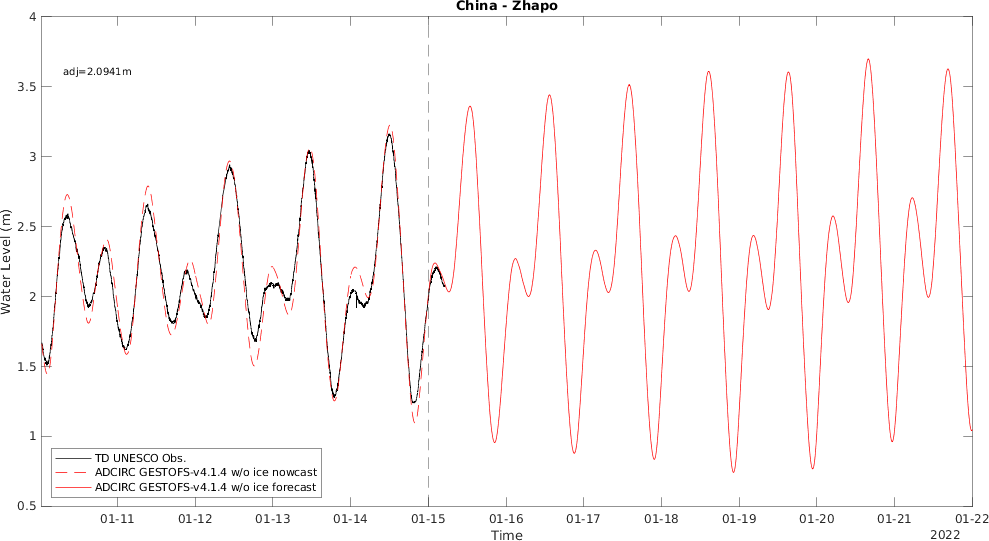 China - Zhapo
4
3.5
3
2.5
2
1.5
1
0.5
Water Level (m)
adj=2.0941m
TD UNESCO Obs.
ADCIRC GESTOFS-v4.1.4 w/o ice nowcast
ADCIRC GESTOFS-v4.1.4 w/o ice forecast
01-11 01-12 01-13 01-14 01-15 01-16 01-17 01-18 01-19 01-20 01-21 01-22
Time
2022